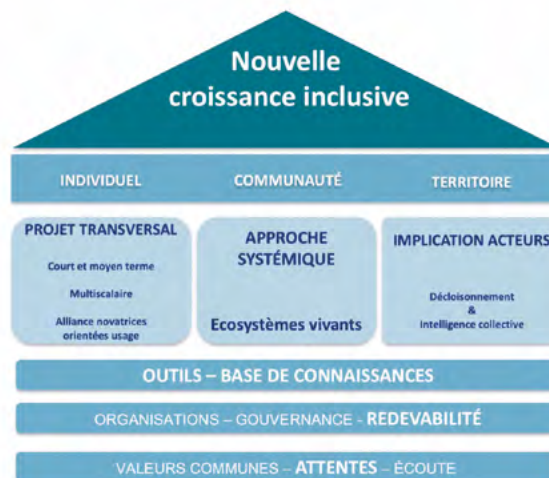 Nouvelle
croissance inclusive
INDIVIDUEL
COMMUNAUTÉ
TERRITOIRE
PROJET TRANSVERSAL
Court et moyen terme
Multiscalaire
Alliance novatrices
orientées usage
APPROCHE
SYSTÉMIQUE
Ecosystèmes vivants
IMPLICATION ACTEURS
Décloisonnement
&
Intelligence collective
OUTILS – BASE DE CONNAISSANCES
ORGANISATIONS – GOUVERNANCE - REDEVABILITÉ
VALEURS COMMUNES – ATTENTES – ÉCOUTE